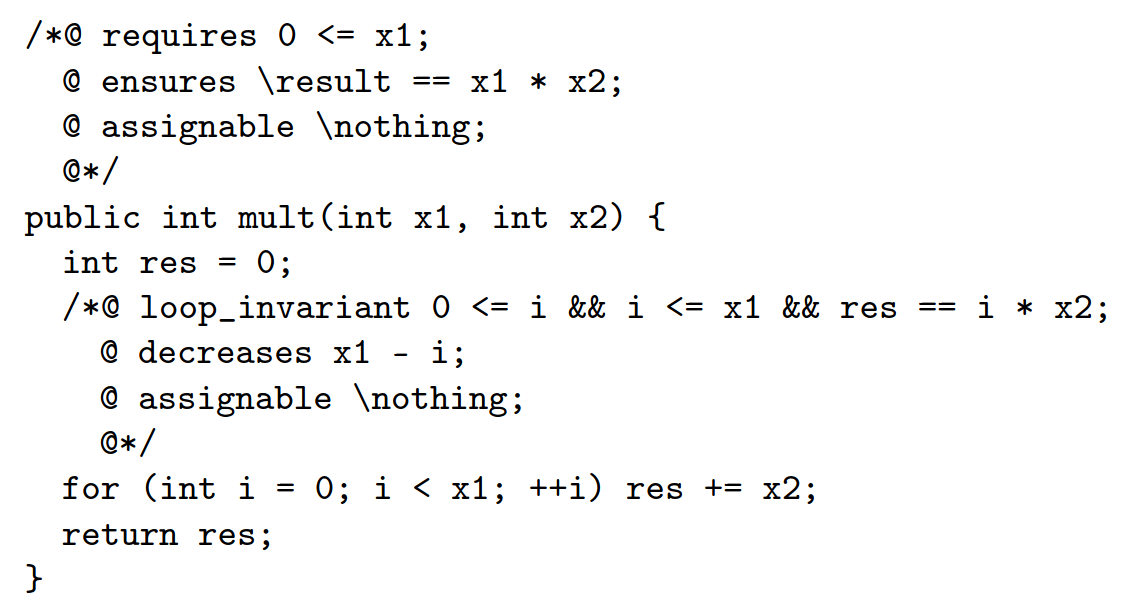 /*@ requires 0 <= x1;
  @ ensures \result == x1 * x2;
  @ assignable \nothing;
  @*/
public int mult(int x1, int x2) {
  int res = 0;
  /*@ loop_invariant 0 <= i && i <= x1 && res == i * x2;
    @ decreases x1 - i;
    @ assignable \nothing;
    @*/
  for (int i = 0; i < x1; ++i) res += x2;
  return res;
}